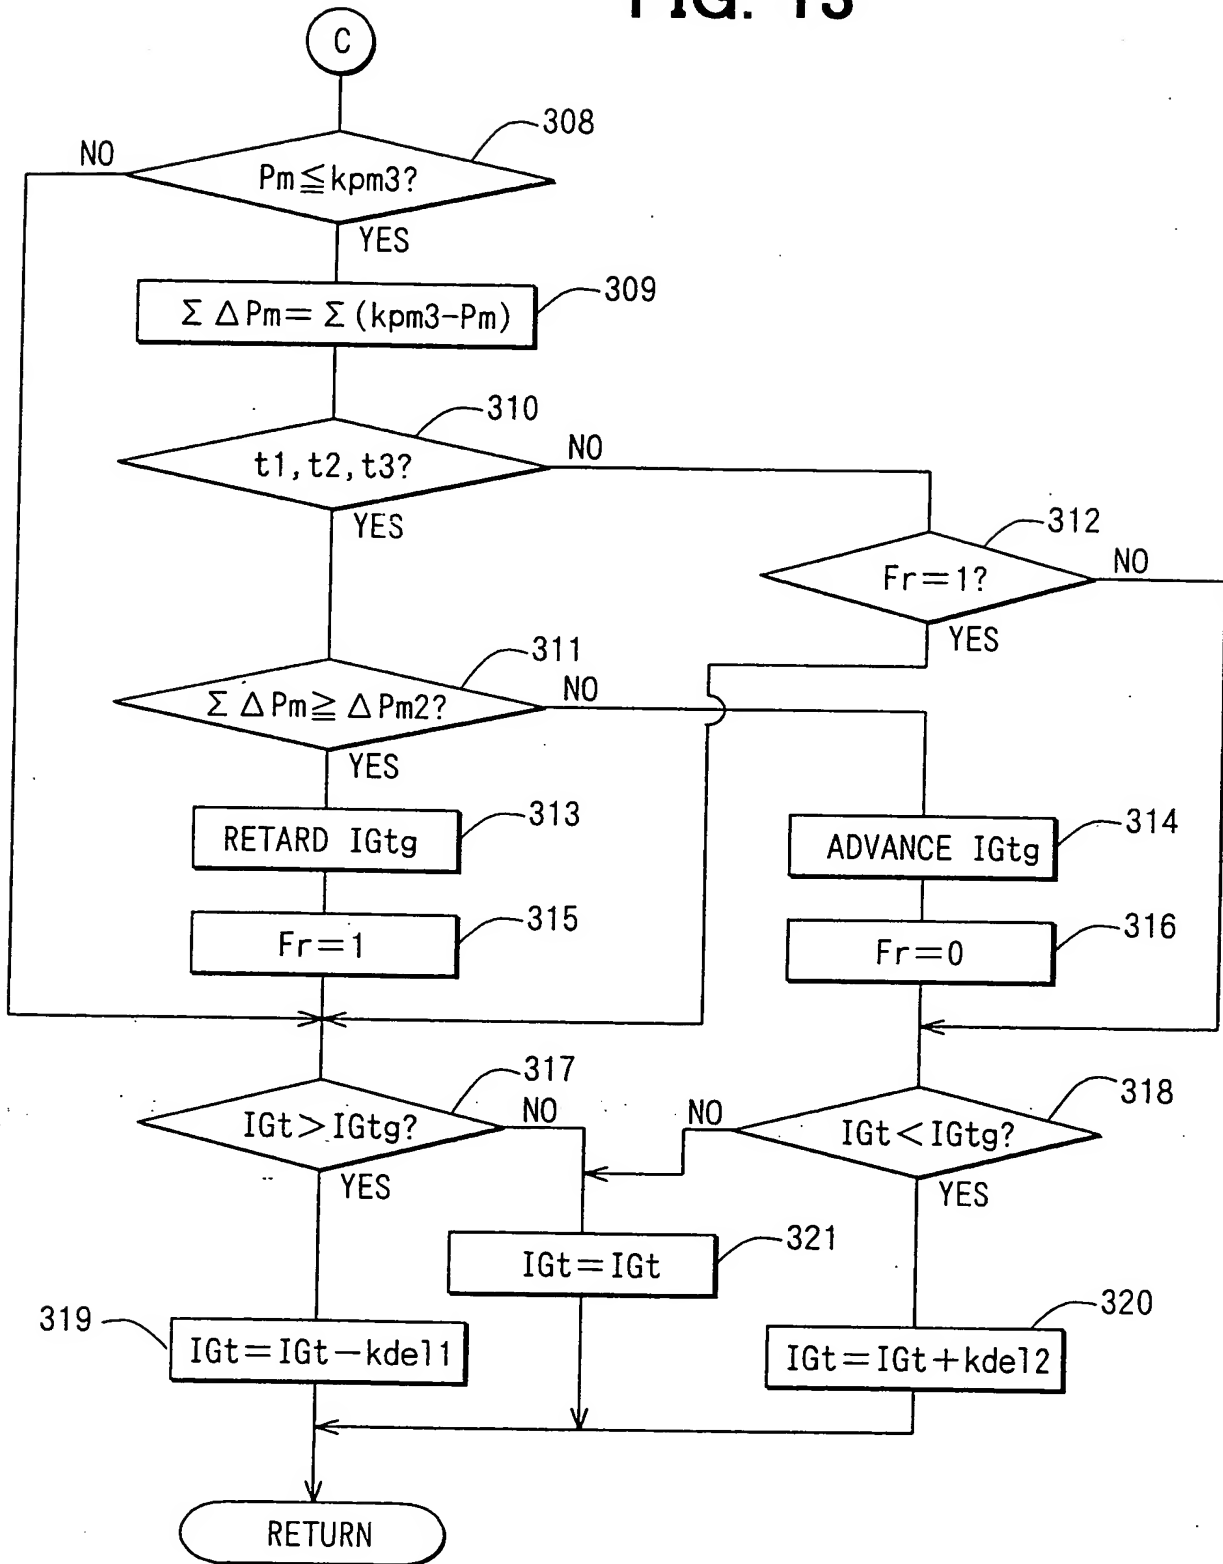 FIG. 13
C
308
NO
Pm≦kpm3?
YES
309
Σ ΔPm=Σ(kpm3-Pm)
310
NO
t1,t2,t3?
YES
312
NO
Fr=1?
YES
311
NO
Σ ΔPm≧ΔPm2?
YES
313
RETARD IGtg
314
ADVANCE IGtg
315
Fr=1
316
Fr=0
317
NO
IGt>IGtg?
YES
318
NO
IGt<IGtg?
YES
321
IGt=IGt
319
IGt=IGt-kdel1
320
IGt=IGt+kdel2
RETURN